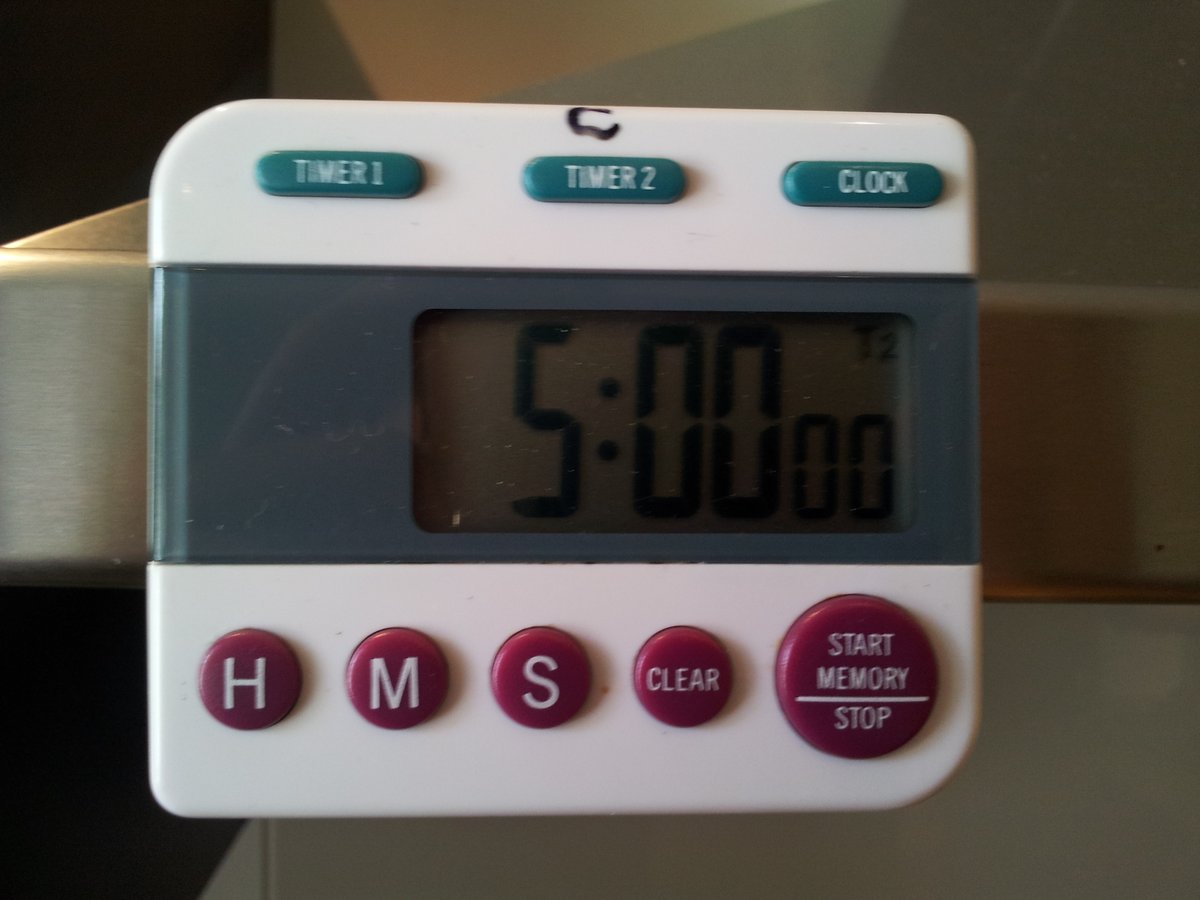 C
TIMER 1 TIMER 2 CLOCK
T2
5:00 00
H M S CLEAR
START
MEMORY
STOP